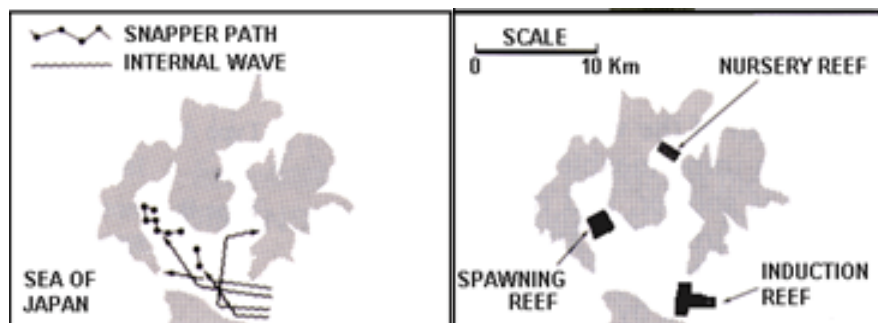 SNAPPER PATH
INTERNAL WAVE
SEA OF
JAPAN
SCALE
0 10 Km
NURSERY REEF
SPAWNING
REEF
INDUCTION
REEF